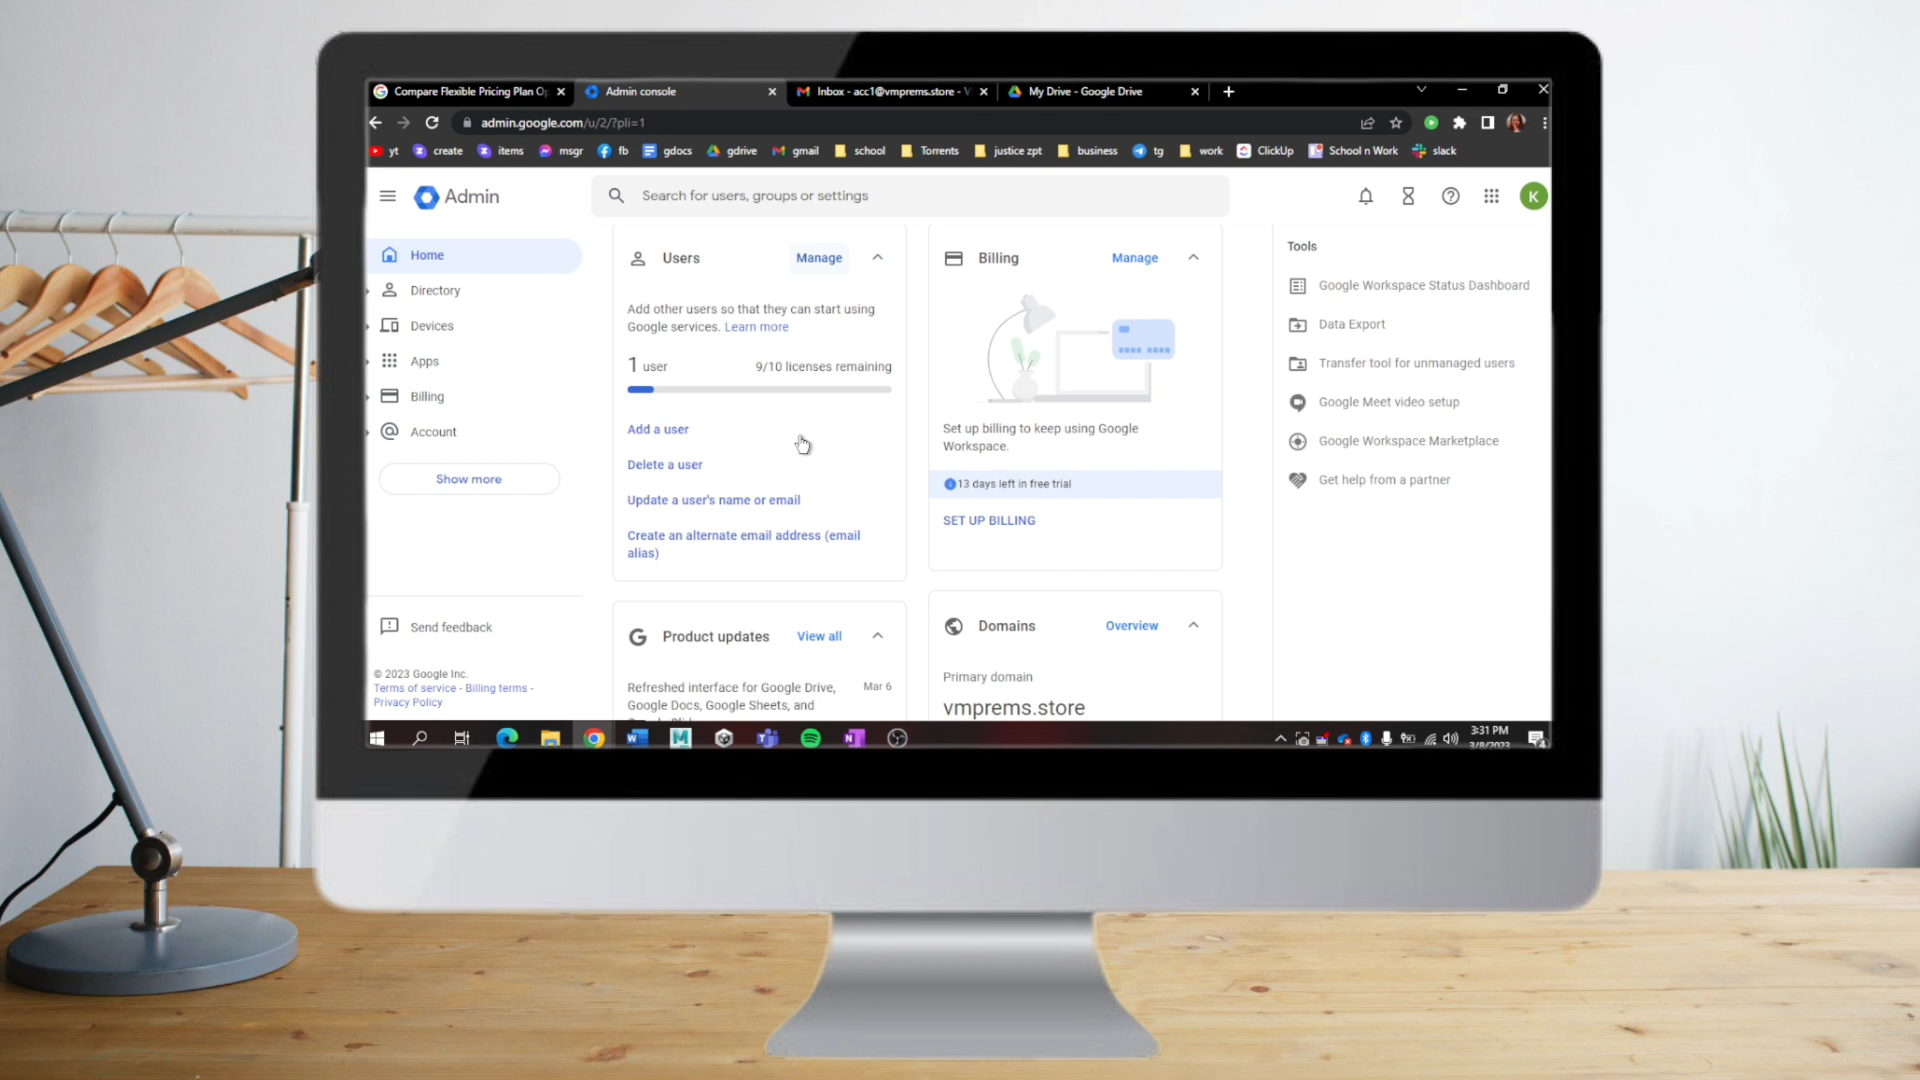 Compare Flexible Pricing Plan Op
Admin console
Inbox - acc1@vmprems.store - V
My Drive - Google Drive
admin.google.com/u/2/?pli=1
yt create items msgr fb gdocs gdrive gmail school Torrents justice zpt business tg work ClickUp School n Work slack
Admin
Search for users, groups or settings
K
Home
Directory
Devices
Apps
Billing
Account
Show more
Send feedback
© 2023 Google Inc.
Terms of service - Billing terms -
Privacy Policy
Users Manage
Add other users so that they can start using
Google services. Learn more
1 user 9/10 licenses remaining
Add a user
Delete a user
Update a user's name or email
Create an alternate email address (email
alias)
Product updates View all
Refreshed interface for Google Drive, Mar 6
Google Docs, Google Sheets, and
Billing Manage
Set up billing to keep using Google
Workspace.
13 days left in free trial
SET UP BILLING
Domains Overview
Primary domain
vmprems.store
Tools
Google Workspace Status Dashboard
Data Export
Transfer tool for unmanaged users
Google Meet video setup
Google Workspace Marketplace
Get help from a partner
3:31 PM
3/8/2023